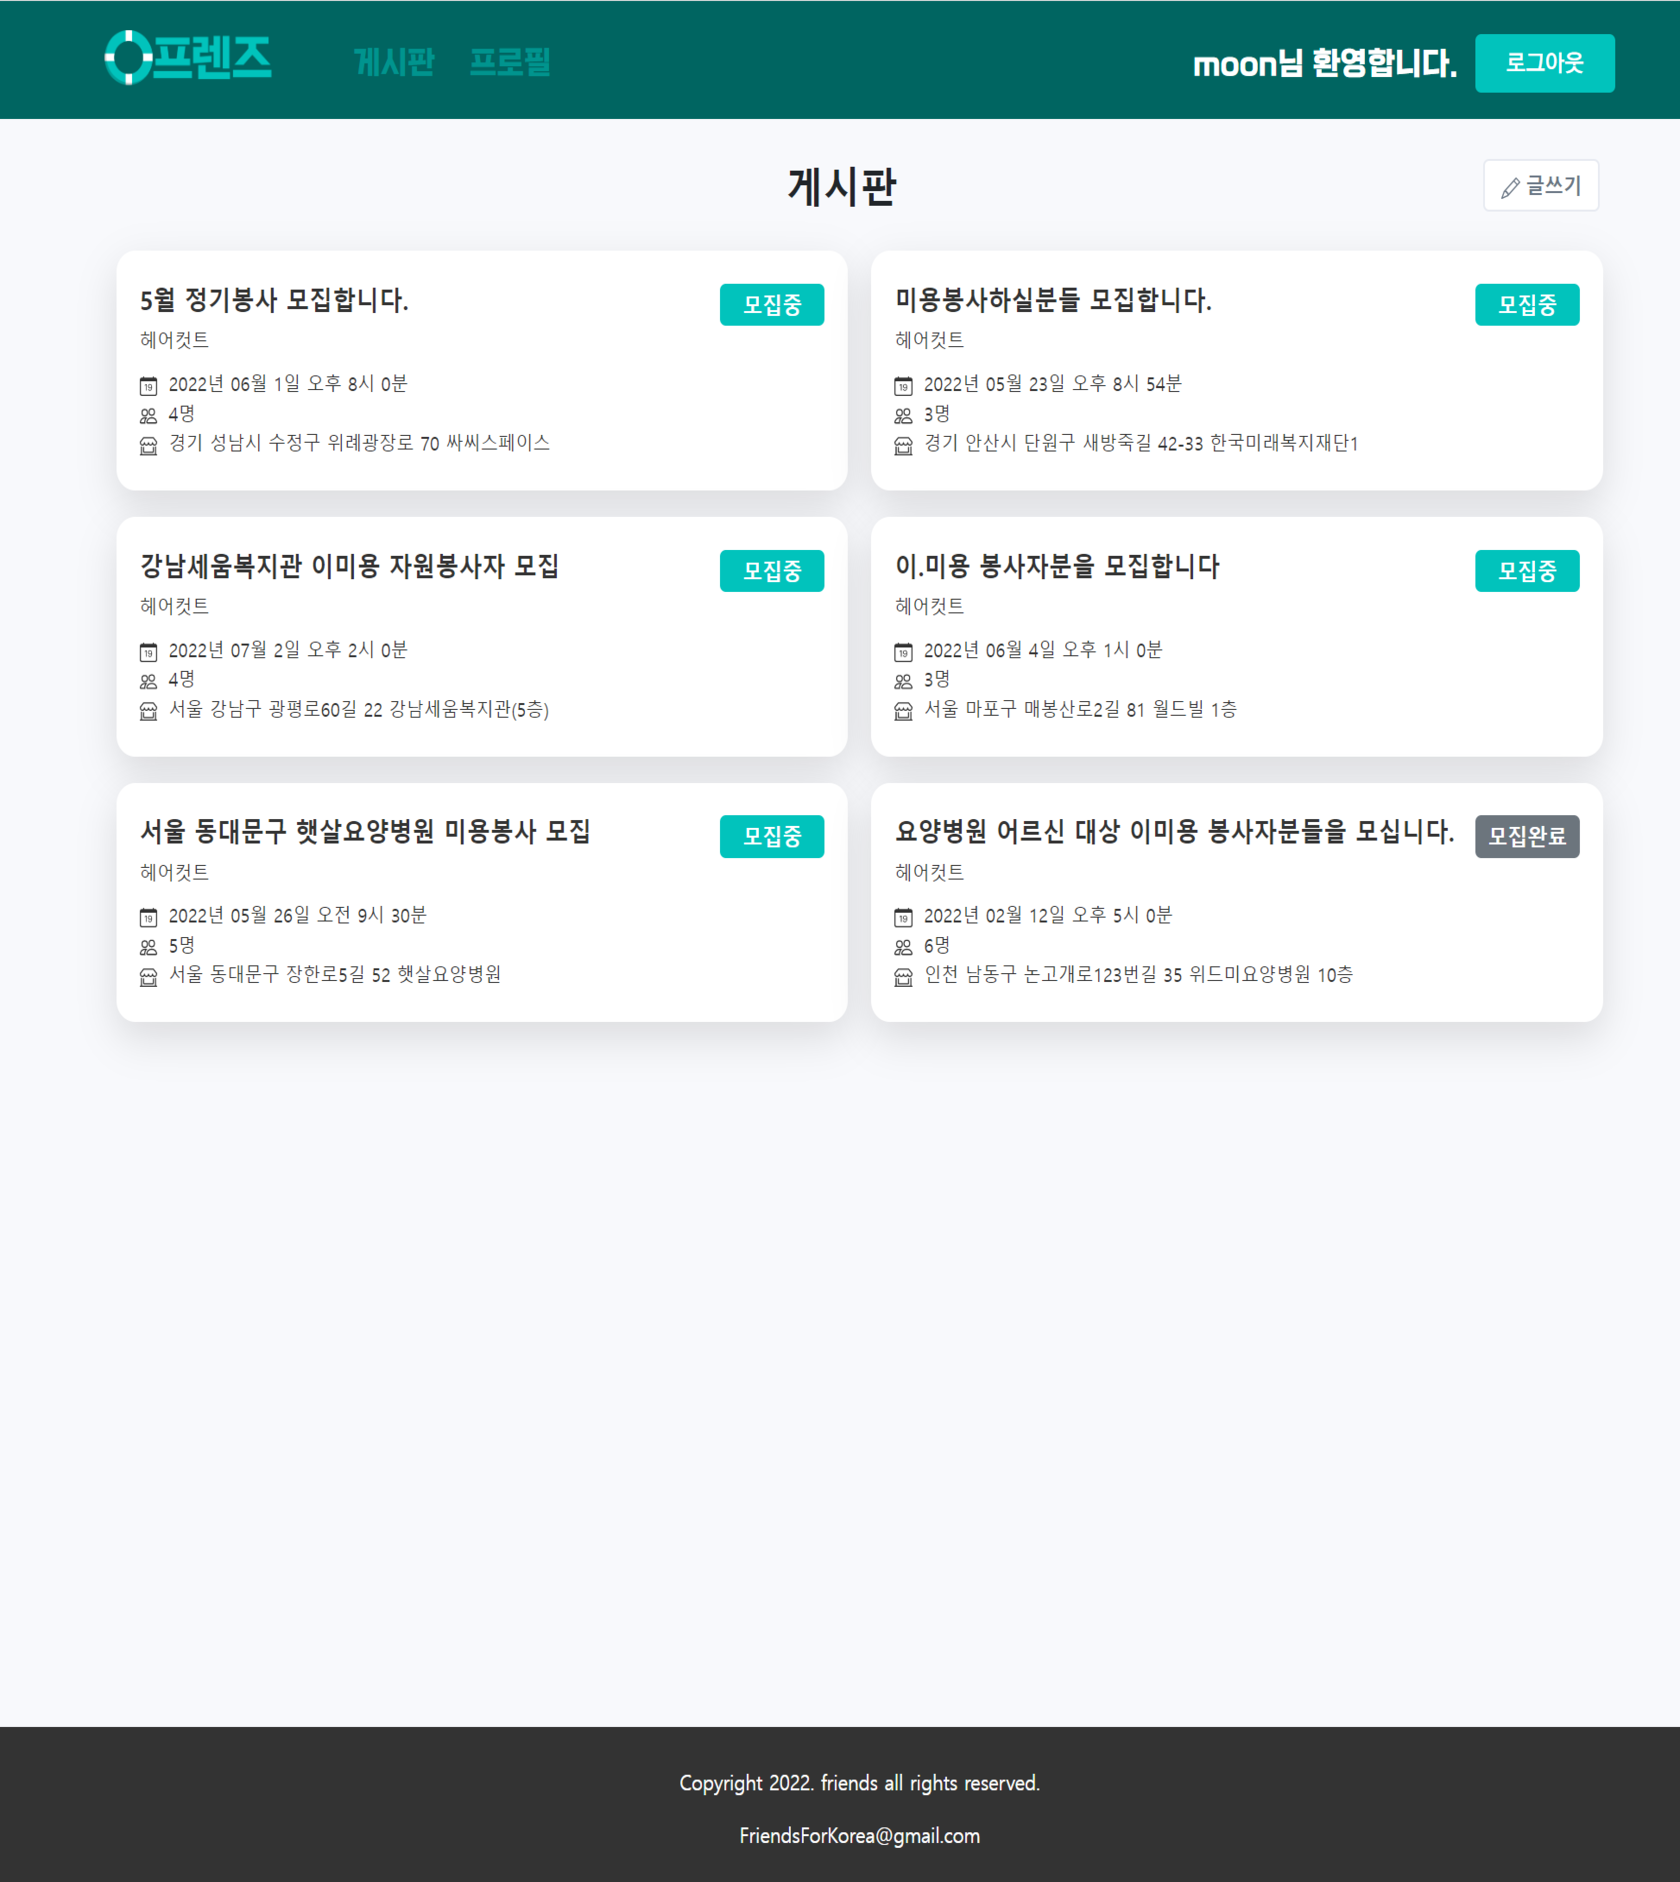 프렌즈
게시판
프로필
moon님 환영합니다.
로그아웃
게시판
글쓰기
5월 정기봉사 모집합니다.
모집중
헤어컷트
2022년 06월 1일 오후 8시 0분
4명
경기 성남시 수정구 위례광장로 70 싸씨스페이스
미용봉사하실분들 모집합니다.
모집중
헤어컷트
2022년 05월 23일 오후 8시 54분
3명
경기 안산시 단원구 새방죽길 42-33 한국미래복지재단1
강남세움복지관 이미용 자원봉사자 모집
모집중
헤어컷트
2022년 07월 2일 오후 2시 0분
4명
서울 강남구 광평로60길 22 강남세움복지관(5층)
이.미용 봉사자분을 모집합니다
모집중
헤어컷트
2022년 06월 4일 오후 1시 0분
3명
서울 마포구 매봉산로2길 81 월드빌 1층
서울 동대문구 햇살요양병원 미용봉사 모집
모집중
헤어컷트
2022년 05월 26일 오전 9시 30분
5명
서울 동대문구 장한로5길 52 햇살요양병원
요양병원 어르신 대상 이미용 봉사자분들을 모십니다.
모집완료
헤어컷트
2022년 02월 12일 오후 5시 0분
6명
인천 남동구 논고개로123번길 35 위드미요양병원 10층
Copyright 2022. friends all rights reserved.
FriendsForKorea@gmail.com